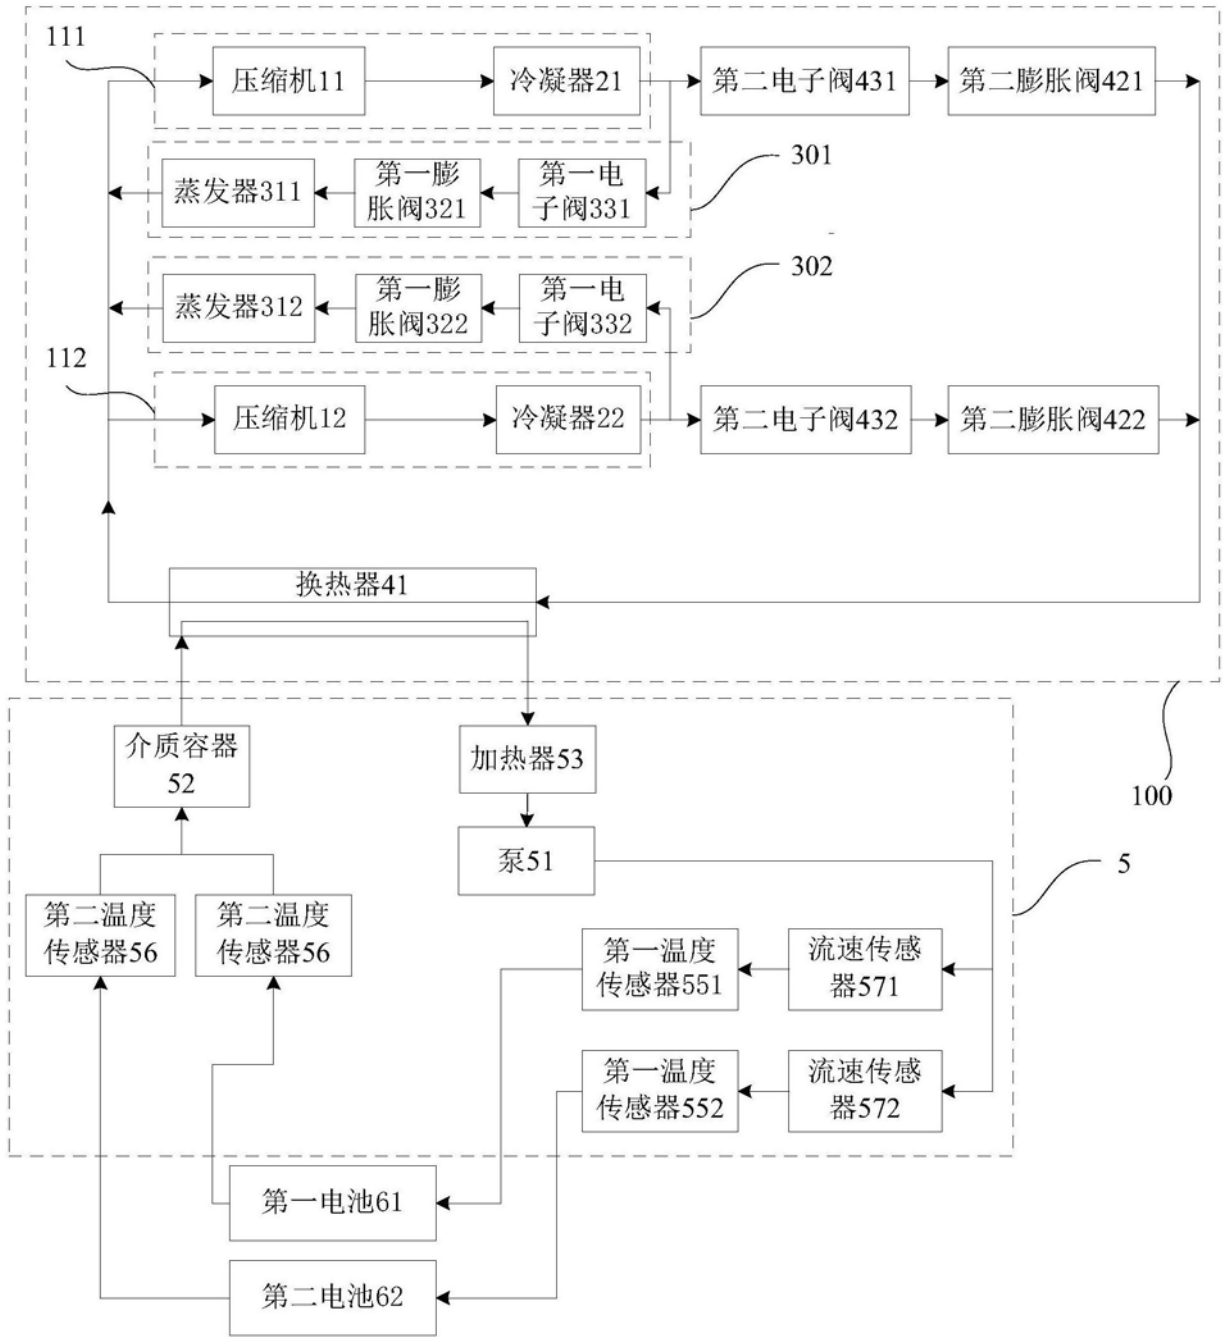 111
压缩机11
冷凝器21
第二电子阀431
第二膨胀阀421
蒸发器311
第一膨
胀阀321
第一电
子阀331
301
蒸发器312
第一膨
胀阀322
第一电
子阀332
302
112
压缩机12
冷凝器22
第二电子阀432
第二膨胀阀422
换热器41
100
介质容器
52
加热器53
泵51
5
第二温度
传感器56
第二温度
传感器56
第一温度
传感器551
流速传感
器571
第一温度
传感器552
流速传感
器572
第一电池61
第二电池62